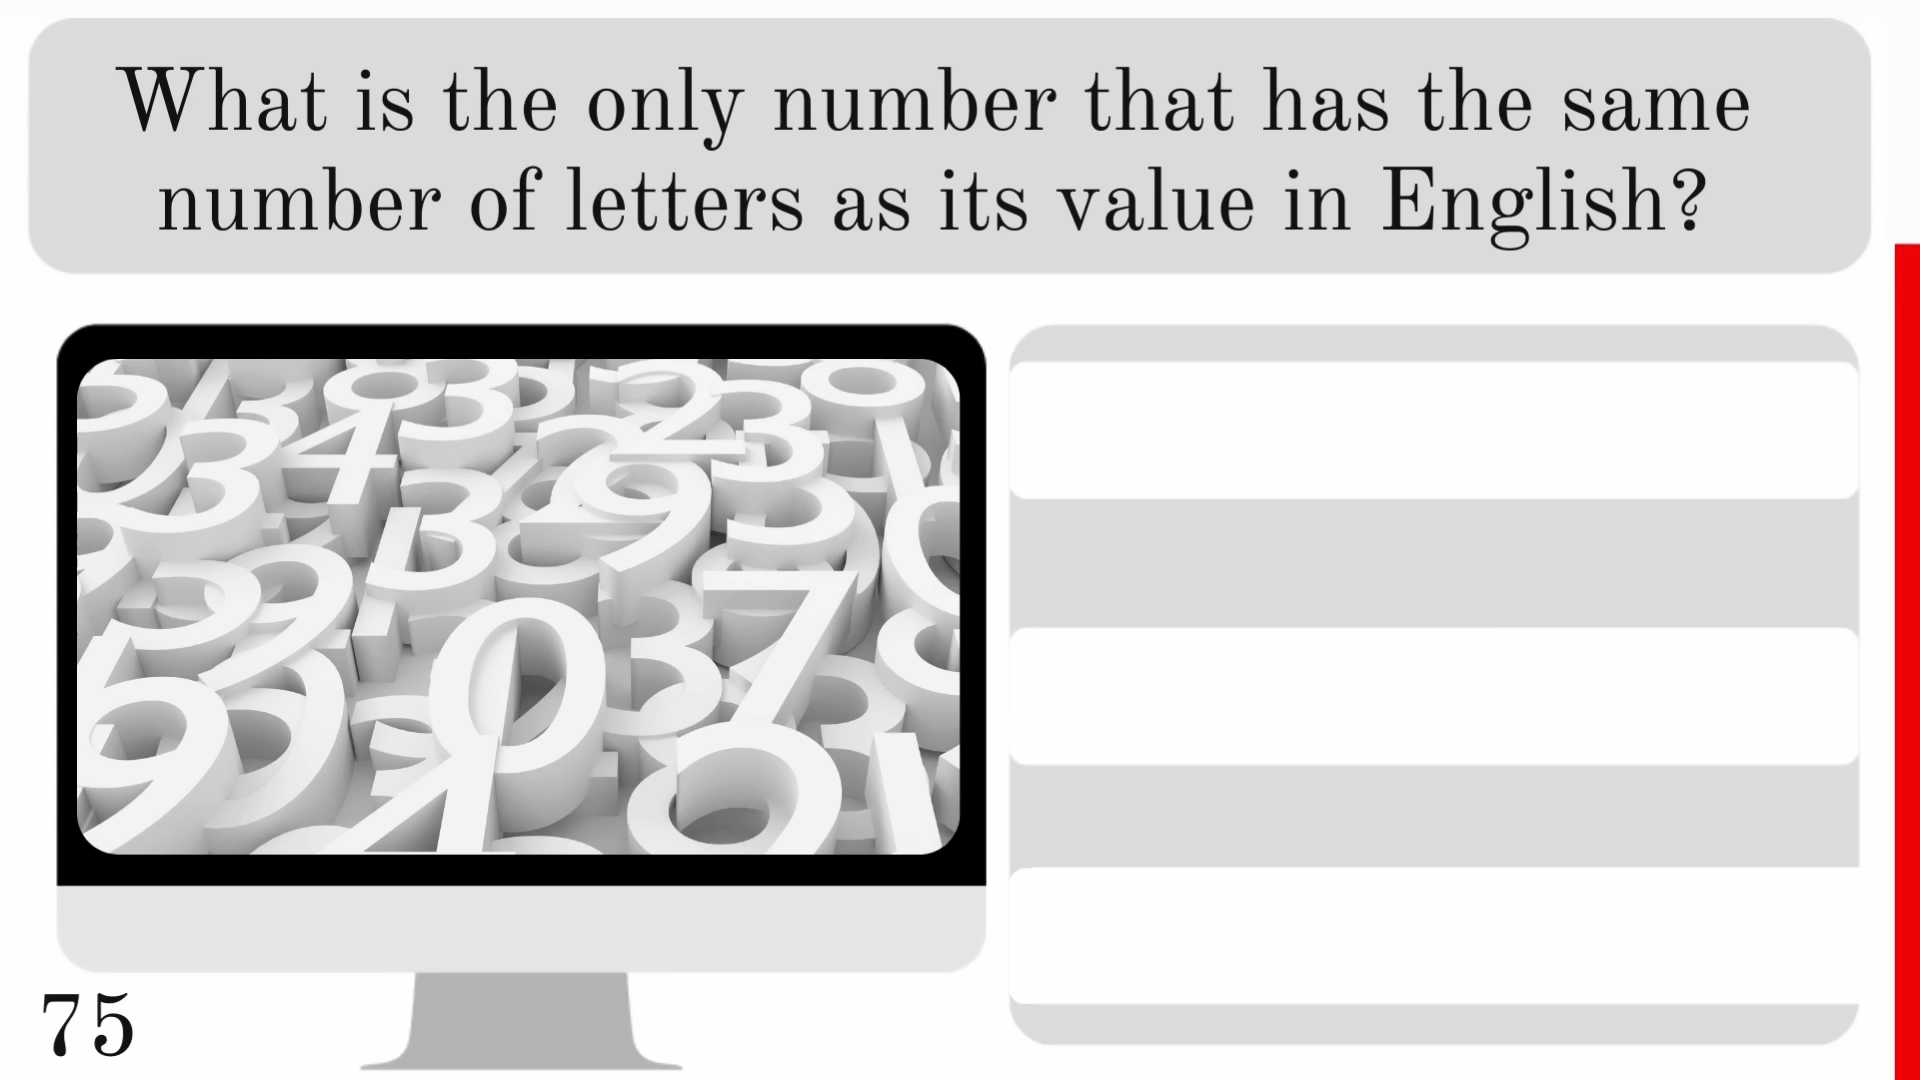 What is the only number that has the same
number of letters as its value in English?
75